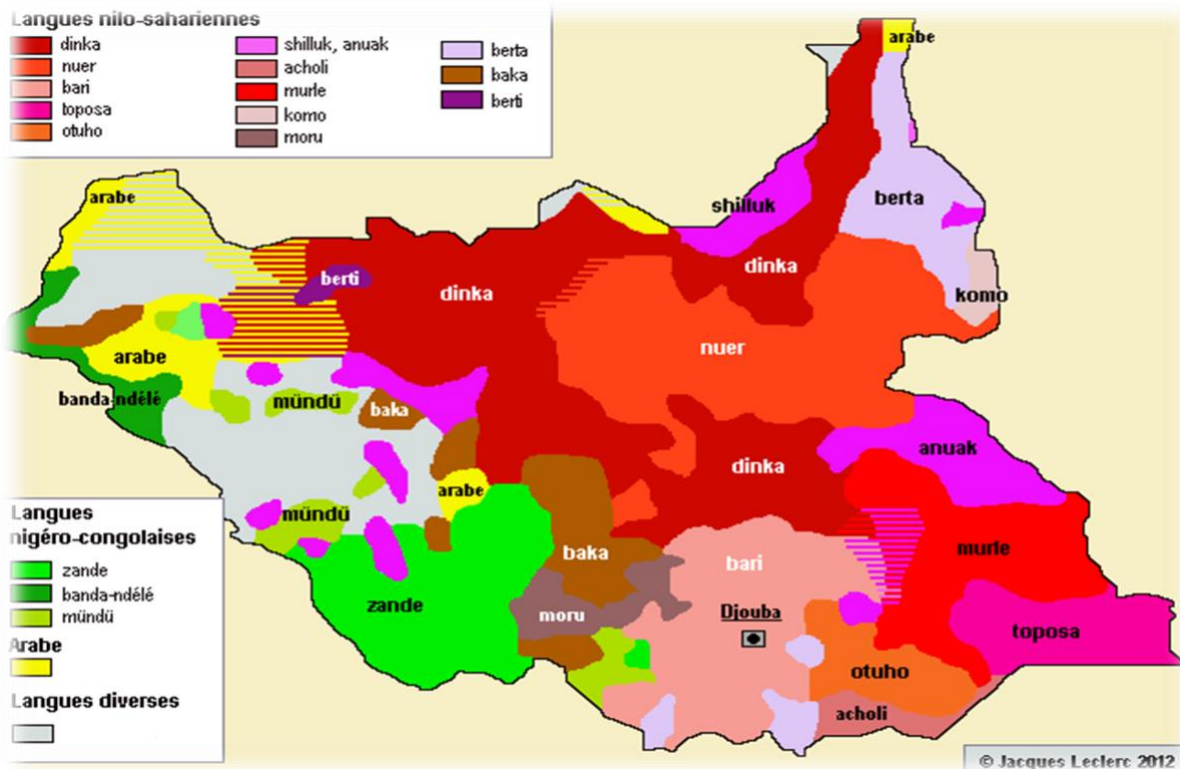 Langues nilo-sahariennes
dinka
nuer
bari
toposa
otuho
shilluk, anuak
acholi
murle
komo
moru
berta
baka
berti
arabe
arabe
shilluk
berta
dinka
berti
dinka
komo
nuer
arabe
banda-ndélé
mündü
baka
anuak
dinka
arabe
mündü
murle
baka
bari
zande
moru
Djouba
toposa
otuho
acholi
Langues
nigéro-congolaises
zande
banda-ndélé
mündü
Arabe
Langues diverses
© Jacques Leclerc 2012